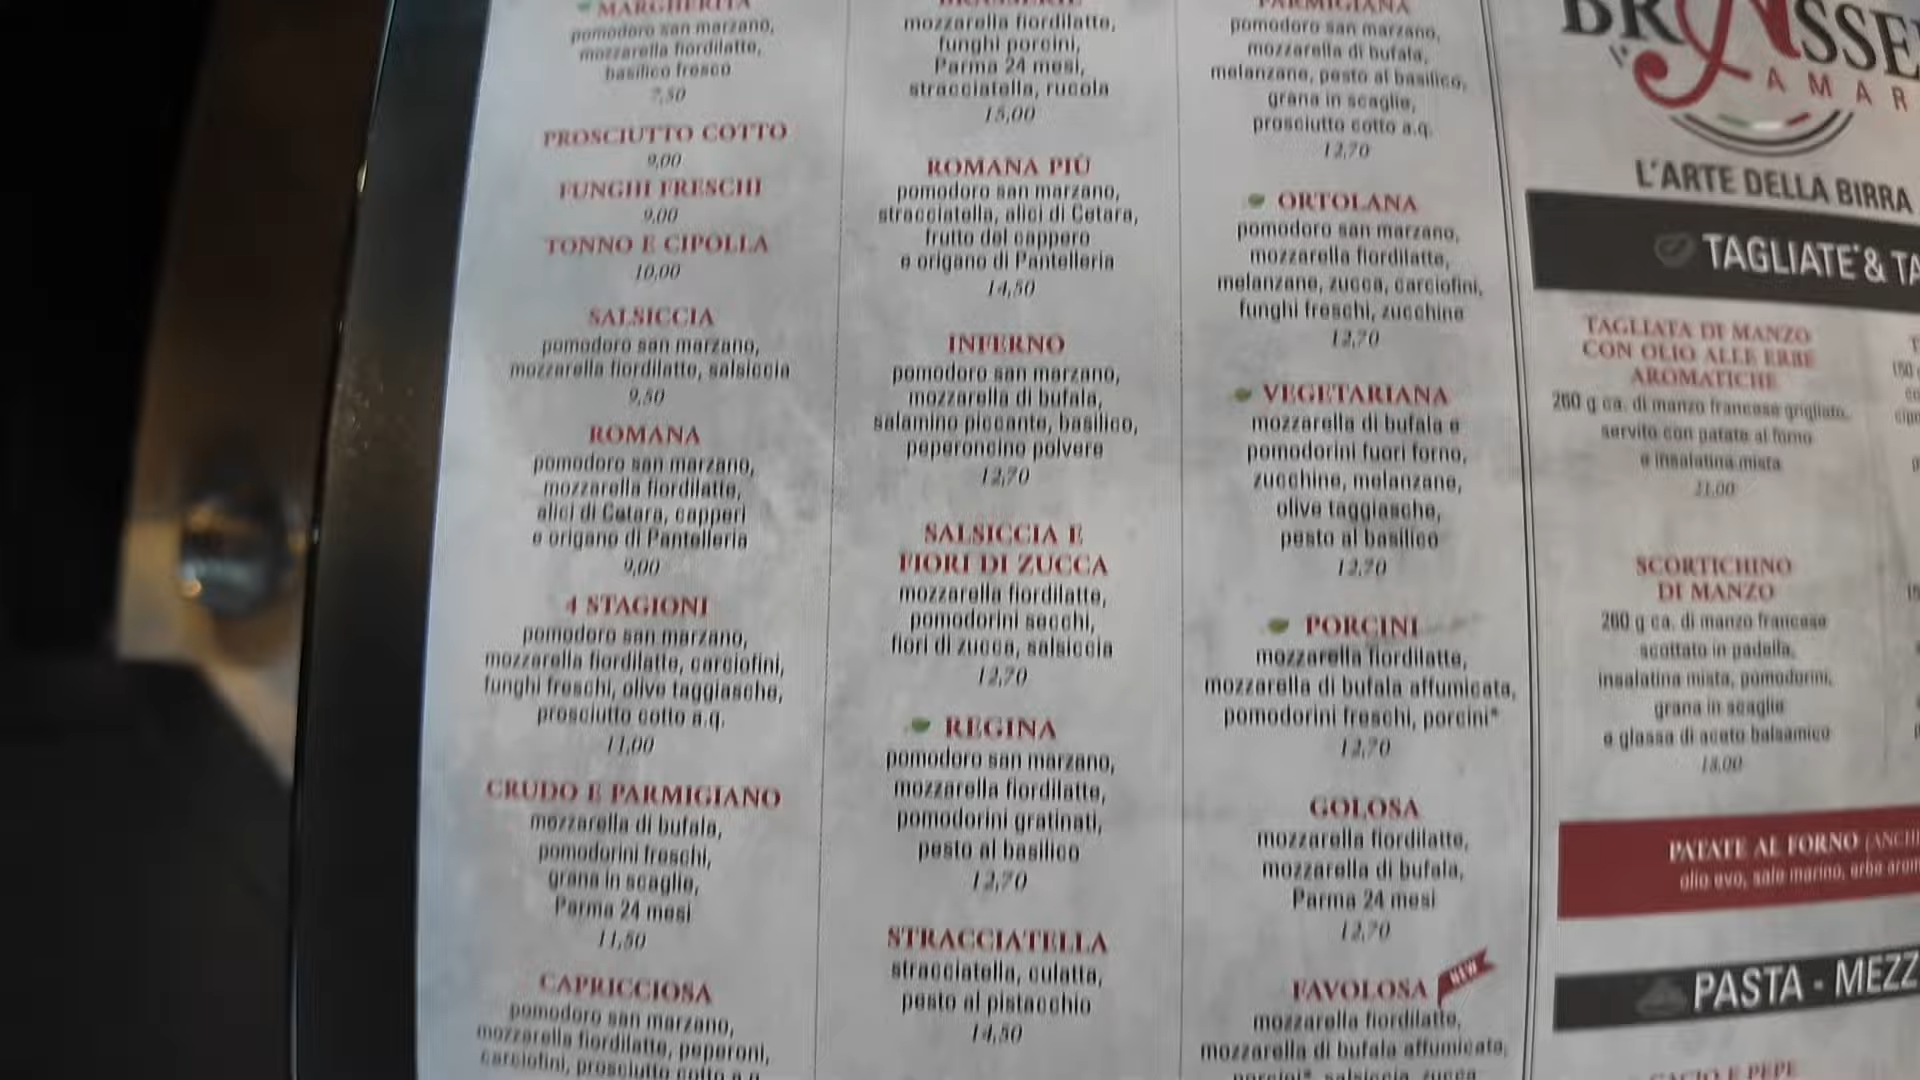 MARGHERITA
pomodoro san marzano,
mozzarella fiordilatte,
basilico fresco
7,50
PROSCIUTTO COTTO
9,00
FUNGHI FRESCHI
9,00
TONNO E CIPOLLA
10,00
SALSICCIA
pomodoro san marzano,
mozzarella fiordilatte, salsiccia
9,50
ROMANA
pomodoro san marzano,
mozzarella fiordilatte,
alici di Cetara, capperi
e origano di Pantelleria
9,00
4 STAGIONI
pomodoro san marzano,
mozzarella fiordilatte, carciofini,
funghi freschi, olive taggiasche,
prosciutto cotto a.q.
11,00
CRUDO E PARMIGIANO
mozzarella di bufala,
pomodorini freschi,
grana in scaglie,
Parma 24 mesi
11,50
CAPRICCIOSA
pomodoro san marzano,
mozzarella fiordilatte, peperoni,
carciofini, prosciutto cotto a.q.
mozzarella fiordilatte,
funghi porcini,
Parma 24 mesi,
stracciatella, rucola
15,00
ROMANA PIÙ
pomodoro san marzano,
stracciatella, alici di Cetara,
frutto del cappero
e origano di Pantelleria
14,50
INFERNO
pomodoro san marzano,
mozzarella di bufala,
salamino piccante, basilico,
peperoncino polvere
12,70
SALSICCIA E
FIORI DI ZUCCA
mozzarella fiordilatte,
pomodorini secchi,
fiori di zucca, salsiccia
12,70
REGINA
pomodoro san marzano,
mozzarella fiordilatte,
pomodorini gratinati,
pesto al basilico
12,70
STRACCIATELLA
stracciatella, culatta,
pesto al pistacchio
14,50
PARMIGIANA
pomodoro san marzano,
mozzarella di bufala,
melanzane, pesto al basilico,
grana in scaglie,
prosciutto cotto a.q.
12,70
ORTOLANA
pomodoro san marzano,
mozzarella fiordilatte,
melanzane, zucca, carciofini,
funghi freschi, zucchine
12,70
VEGETARIANA
mozzarella di bufala e
pomodorini fuori forno,
zucchine, melanzane,
olive taggiasche,
pesto al basilico
12,70
PORCINI
mozzarella fiordilatte,
mozzarella di bufala affumicata,
pomodorini freschi, porcini*
12,70
GOLOSA
mozzarella fiordilatte,
mozzarella di bufala,
Parma 24 mesi
12,70
FAVOLOSA NEW
mozzarella fiordilatte,
mozzarella di bufala affumicata,
porcini*, salsiccia, zucca
BRASSE
AMAR
L'ARTE DELLA BIRRA
TAGLIATE* & TA
TAGLIATA DI MANZO
CON OLIO ALLE ERBE
AROMATICHE
260 g ca. di manzo francese grigliato,
servito con patate al forno
e insalatina mista
21,00
SCORTICHINO
DI MANZO
260 g ca. di manzo francese
scottato in padella,
insalatina mista, pomodorini,
grana in scaglie
e glassa di aceto balsamico
18,00
PATATE AL FORNO (ANCH
olio evo, sale marino, erbe arom
PASTA - MEZZ
CACIO E PEPE